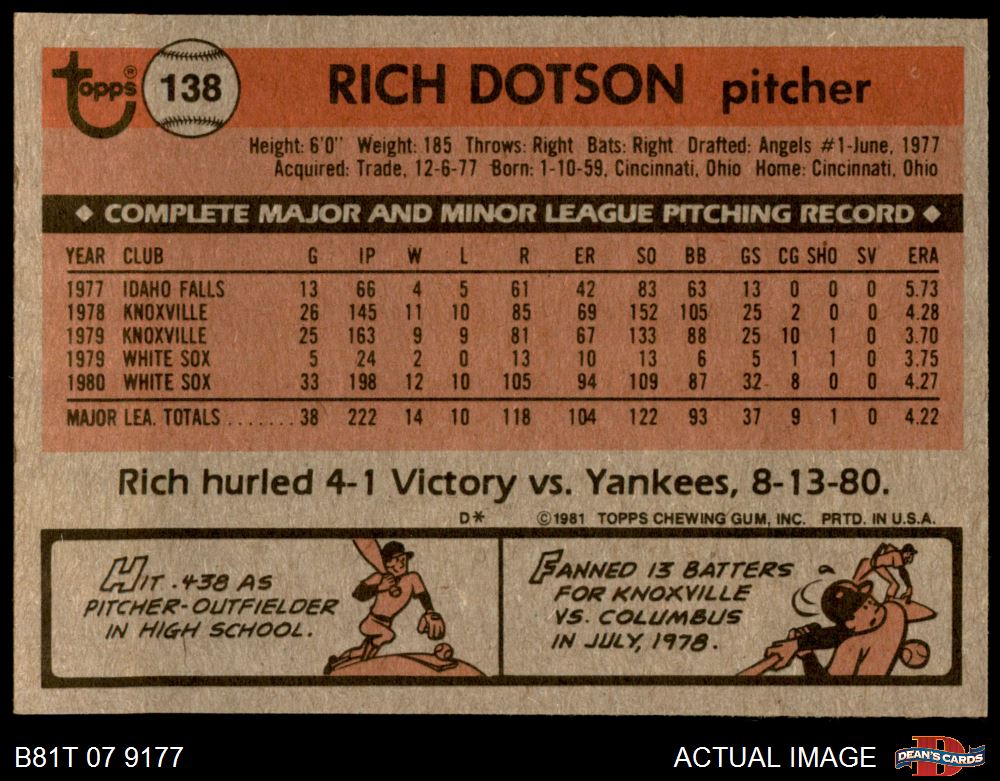 Topps® 138 RICH DOTSON pitcher
Height: 6'0" Weight: 185 Throws: Right Bats: Right Drafted: Angels #1-June, 1977
Acquired: Trade, 12-6-77 Born: 1-10-59, Cincinnati, Ohio Home: Cincinnati, Ohio
◆ COMPLETE MAJOR AND MINOR LEAGUE PITCHING RECORD ◆
YEAR CLUB G IP W L R ER SO BB GS CG SHO SV ERA
1977 IDAHO FALLS 13 66 4 5 61 42 83 63 13 0 0 0 5.73
1978 KNOXVILLE 26 145 11 10 85 69 152 105 25 2 0 0 4.28
1979 KNOXVILLE 25 163 9 9 81 67 133 88 25 10 1 0 3.70
1979 WHITE SOX 5 24 2 0 13 10 13 6 5 1 1 0 3.75
1980 WHITE SOX 33 198 12 10 105 94 109 87 32 8 0 0 4.27
MAJOR LEA. TOTALS ....... 38 222 14 10 118 104 122 93 37 9 1 0 4.22
Rich hurled 4-1 Victory vs. Yankees, 8-13-80.
D* ©1981 TOPPS CHEWING GUM, INC. PRTD. IN U.S.A.
HIT .438 AS
PITCHER-OUTFIELDER
IN HIGH SCHOOL.
FANNED 13 BATTERS
FOR KNOXVILLE
VS. COLUMBUS
IN JULY, 1978.
B81T 07 9177 ACTUAL IMAGE D DEAN'S CARDS